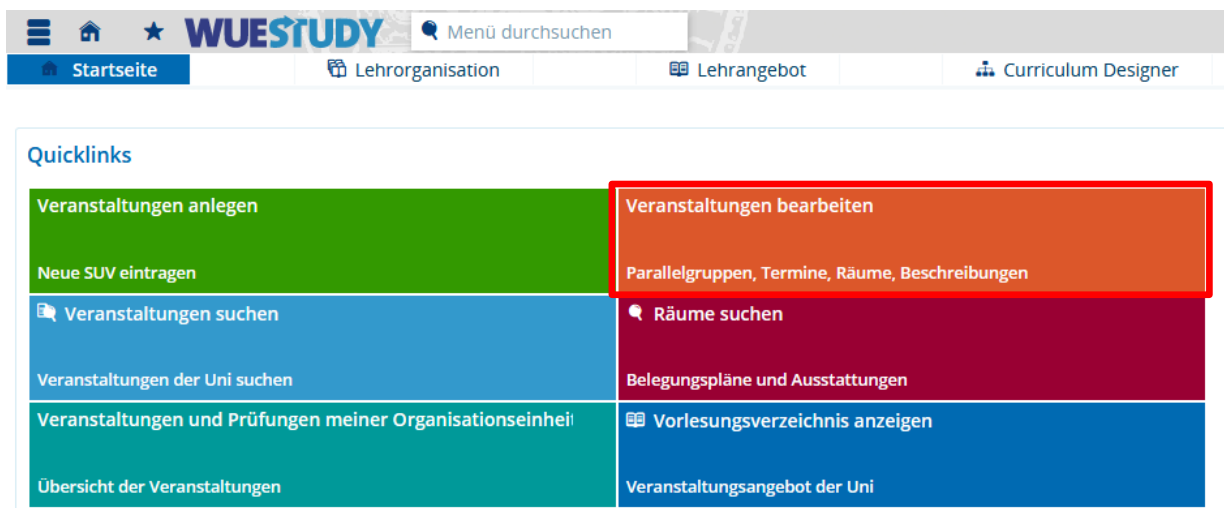 WUESTUDY Menü durchsuchen
Startseite Lehrorganisation Lehrangebot Curriculum Designer
Quicklinks
Veranstaltungen anlegen
Neue SUV eintragen
Veranstaltungen bearbeiten
Parallelgruppen, Termine, Räume, Beschreibungen
Veranstaltungen suchen
Veranstaltungen der Uni suchen
Räume suchen
Belegungspläne und Ausstattungen
Veranstaltungen und Prüfungen meiner Organisationseinheit
Übersicht der Veranstaltungen
Vorlesungsverzeichnis anzeigen
Veranstaltungsangebot der Uni